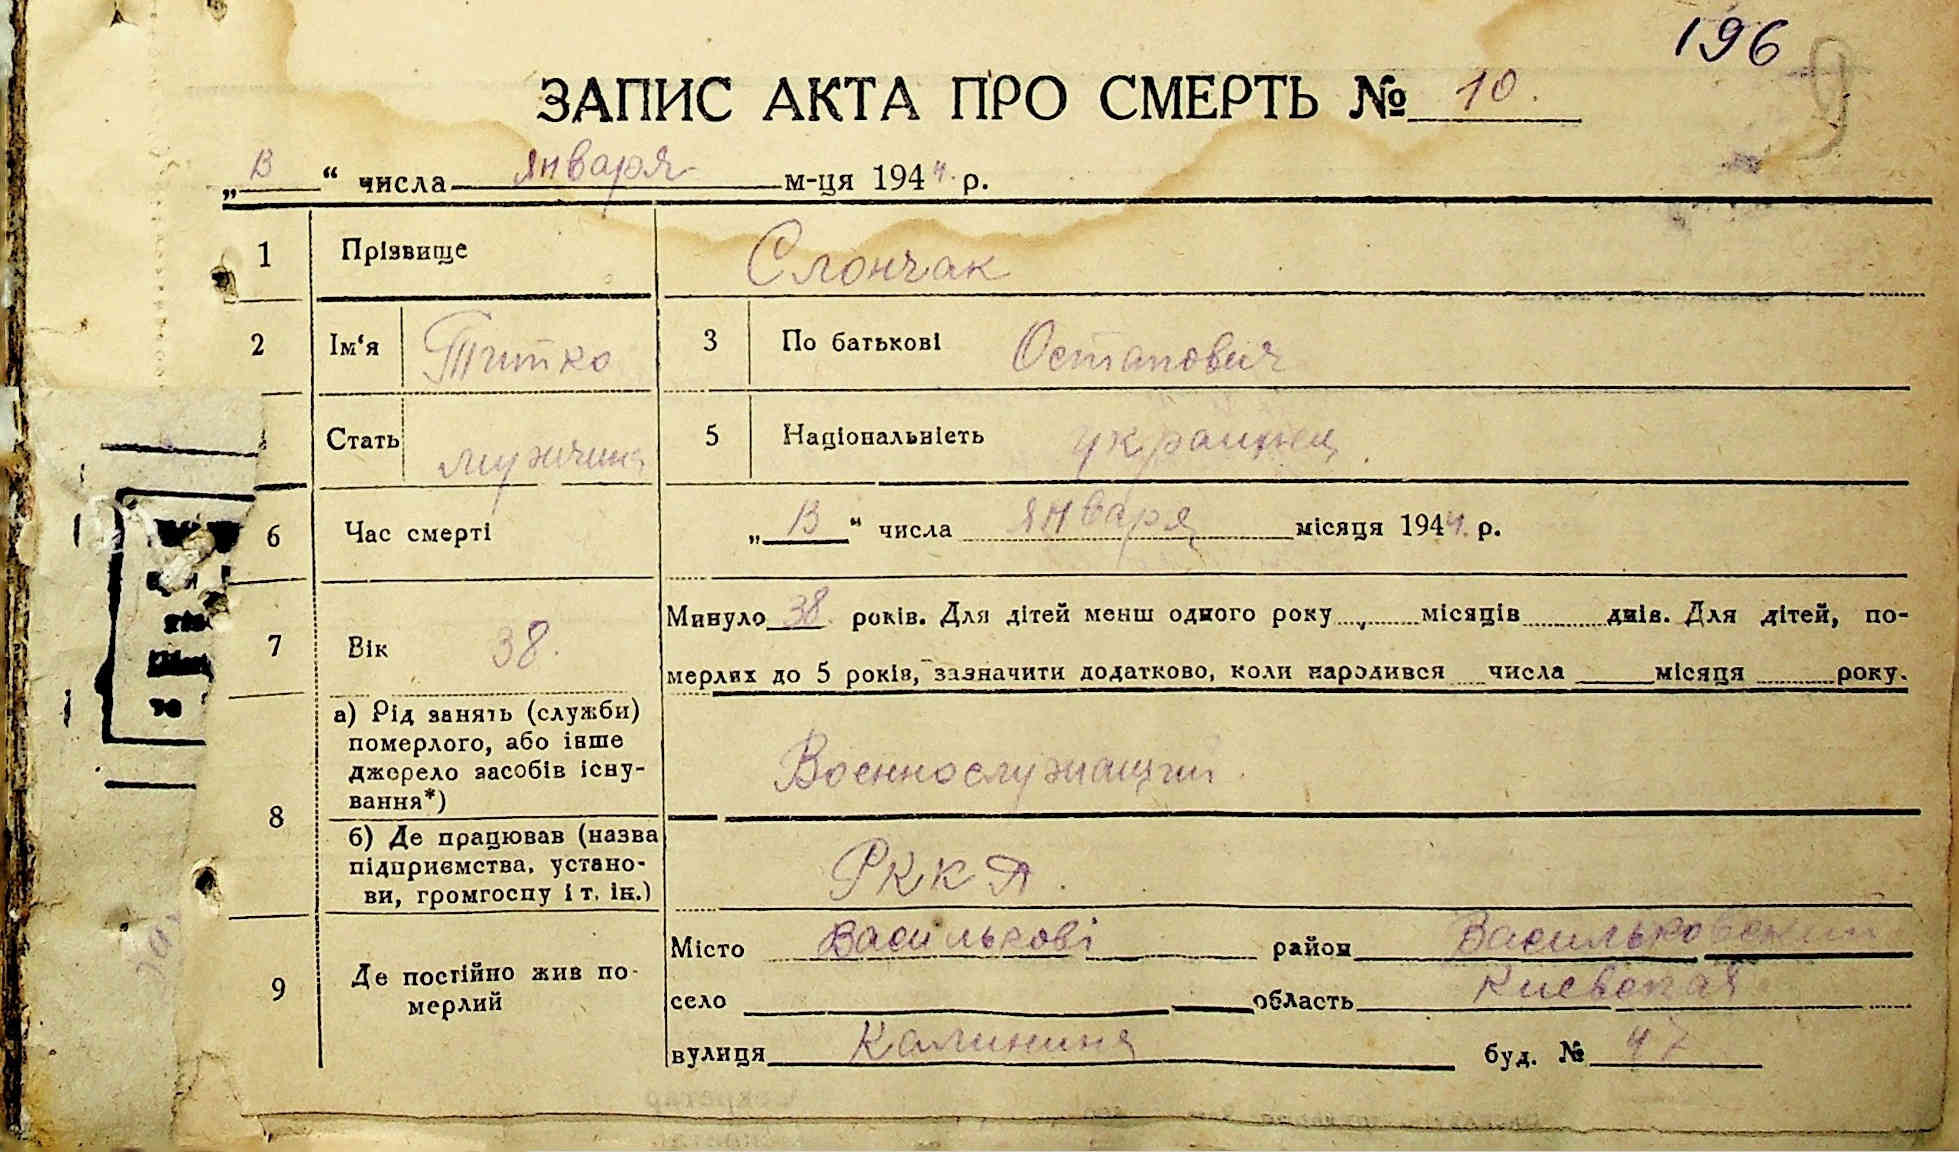 196
ЗАПИС АКТА ПРО СМЕРТЬ № 10.
„ 13 “ числа января м-ця 1944. р.
1 Прізвище Слончак
2 Ім‘я Титко 3 По батькові Остапович
Стать мужчина 5 Національність украинец.
6 Час смерті „ 13 “ числа января місяця 1944. р.
7 Вік 38. Минуло 38 років. Для дітей менш одного року місяців днів. Для дітей, по-
мерлих до 5 років, зазначити додатково, коли народився числа місяця року.
8 а) Рід занять (служби)
померлого, або інше
джерело засобів існу-
вання*) Военнослужащий.
б) Де працював (назва
підприємства, устано-
ви, громгоспу і т. ін.) РККА.
9 Де постійно жив по-
мерлий
Місто Василькові район Васильковский
село область Киевская
вулиця Калинина буд. № 47